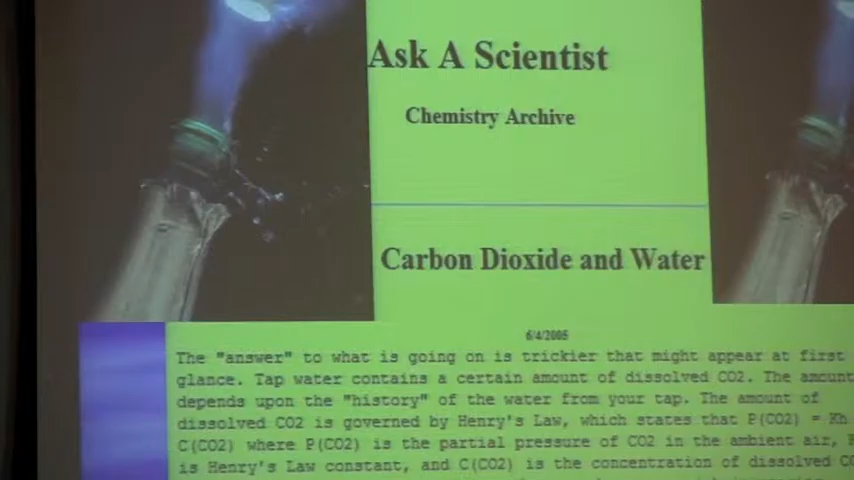 Ask A Scientist
Chemistry Archive
Carbon Dioxide and Water
6/4/2005
The "answer" to what is going on is trickier that might appear at first
glance. Tap water contains a certain amount of dissolved CO2. The amount
depends upon the "history" of the water from your tap. The amount of
dissolved CO2 is governed by Henry's Law, which states that P(CO2) = Kh
C(CO2) where P(CO2) is the partial pressure of CO2 in the ambient air,
is Henry's Law constant, and C(CO2) is the concentration of dissolved